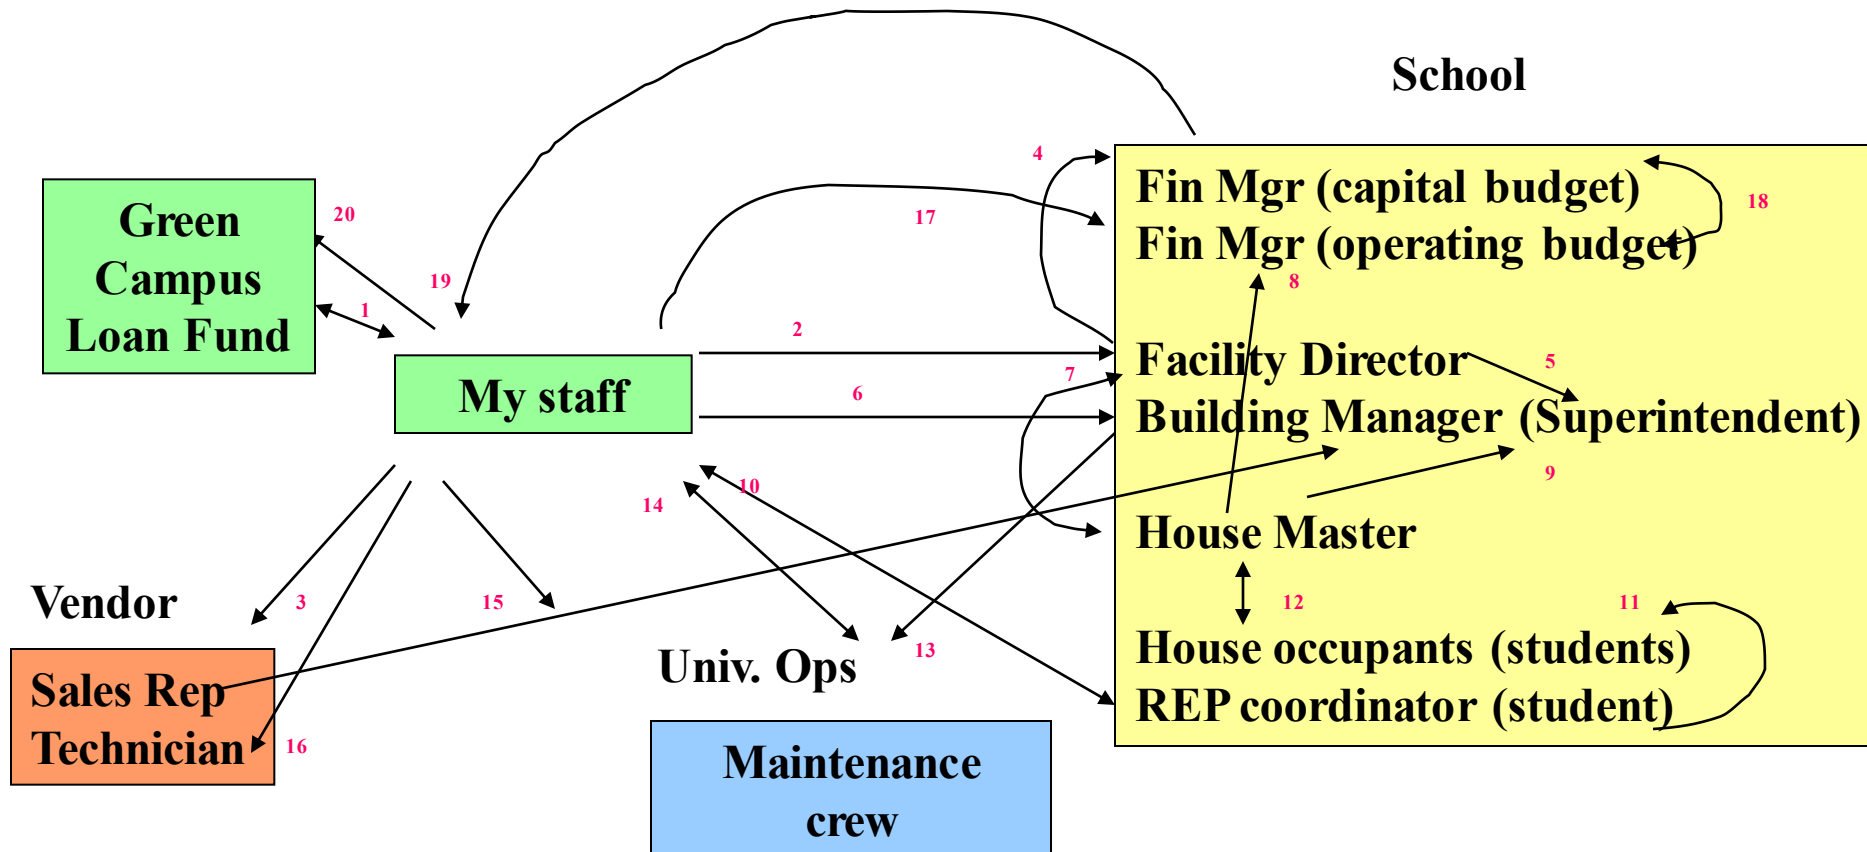 School
4
Fin Mgr (capital budget)
18
Green
Campus
Loan Fund
20
17
Fin Mgr (operating budget)
19
8
1
2
Facility Director
5
7
My staff
6
Building Manager (Superintendent)
9
10
14
House Master
Vendor
3
15
12
11
Sales Rep
Technician
16
Univ. Ops
13
House occupants (students)
REP coordinator (student)
Maintenance
crew